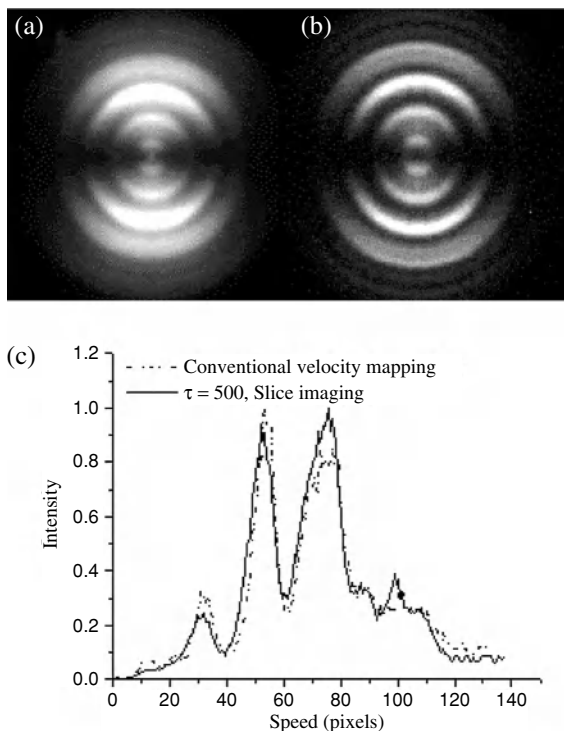 (a)
(b)
(c)
1.2
1.0
0.8
0.6
0.4
0.2
0.0
Intensity
Conventional velocity mapping
τ = 500, Slice imaging
0 20 40 60 80 100 120 140
Speed (pixels)